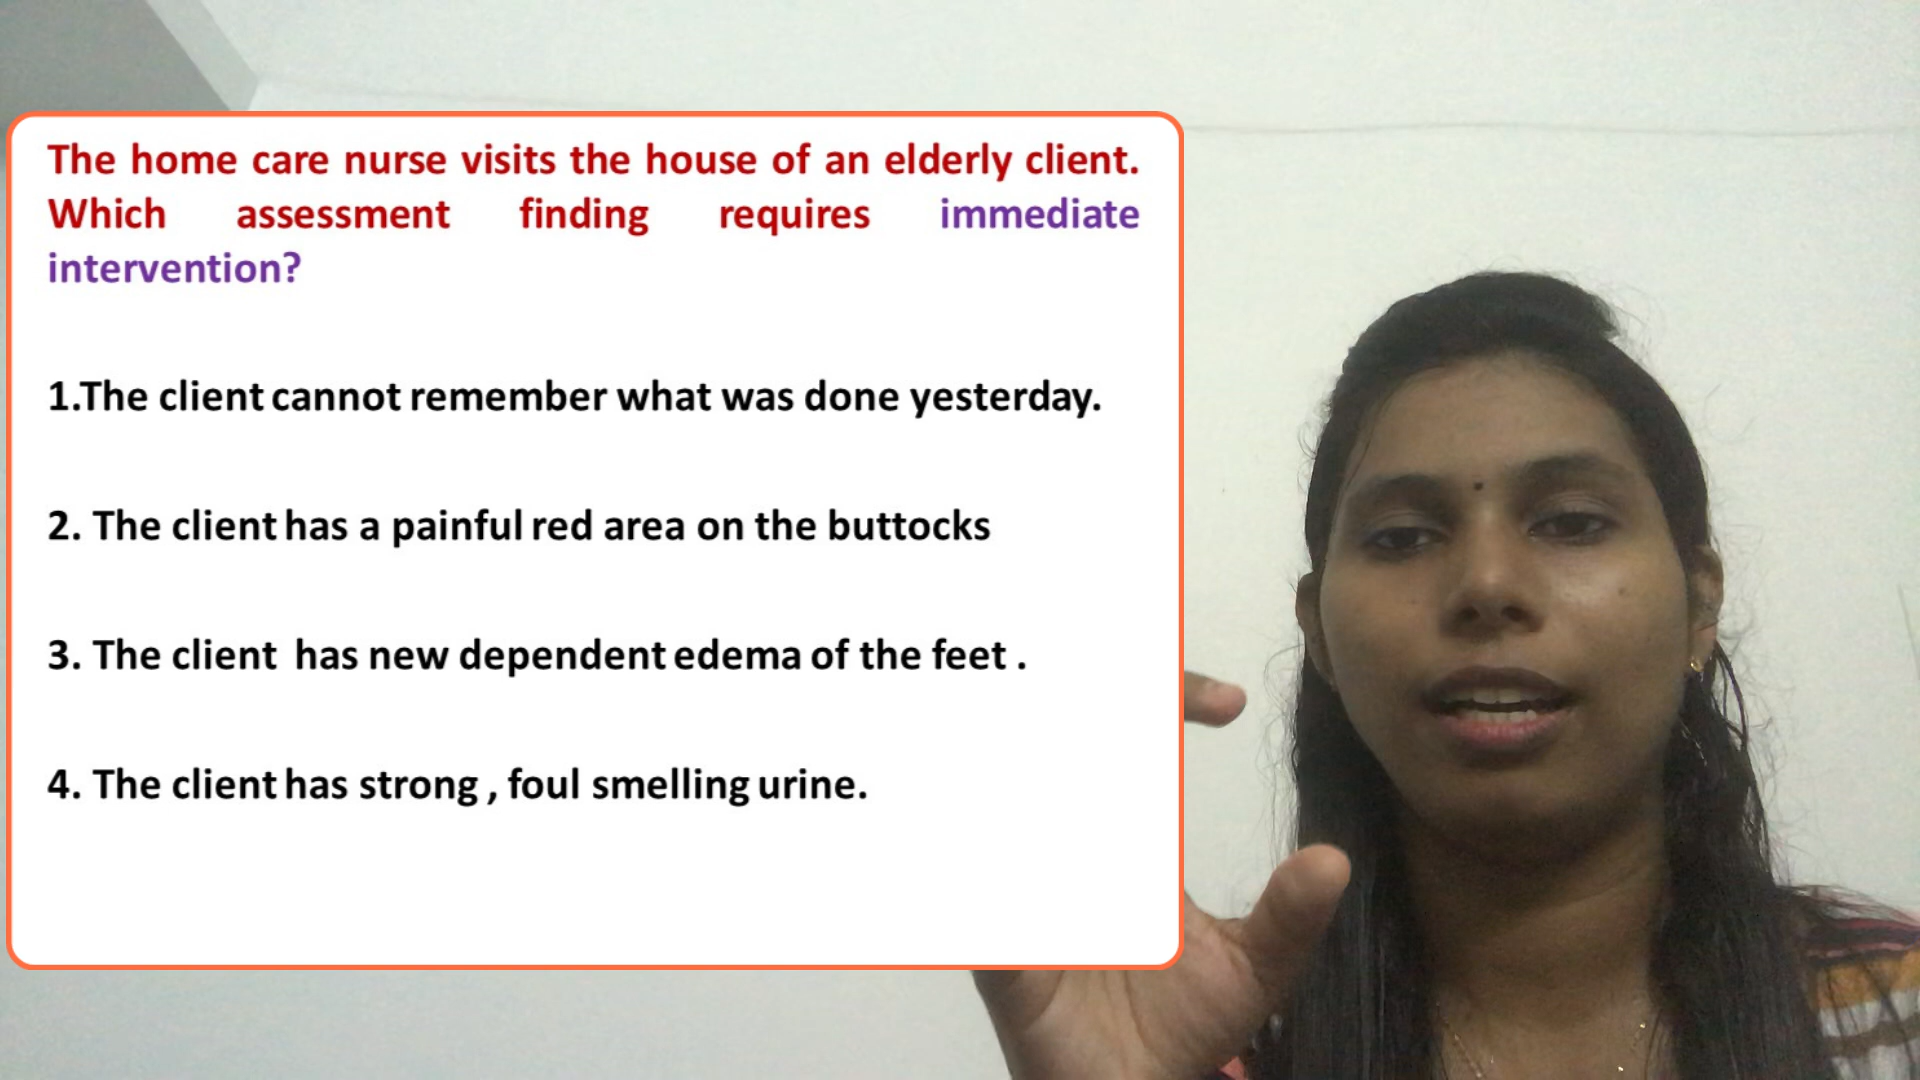 The home care nurse visits the house of an elderly client.
Which assessment finding requires immediate
intervention?
1.The client cannot remember what was done yesterday.
2. The client has a painful red area on the buttocks
3. The client has new dependent edema of the feet .
4. The client has strong , foul smelling urine.